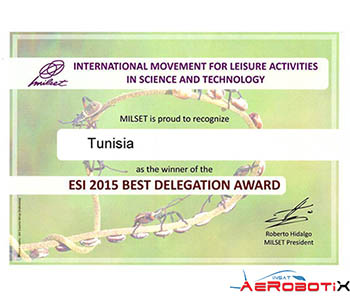 milset
INTERNATIONAL MOVEMENT FOR LEISURE ACTIVITIES
IN SCIENCE AND TECHNOLOGY
MILSET is proud to recognize
Tunisia
as the winner of the
ESI 2015 BEST DELEGATION AWARD
Roberto Hidalgo
MILSET President
INSAT
AEROBOTIX